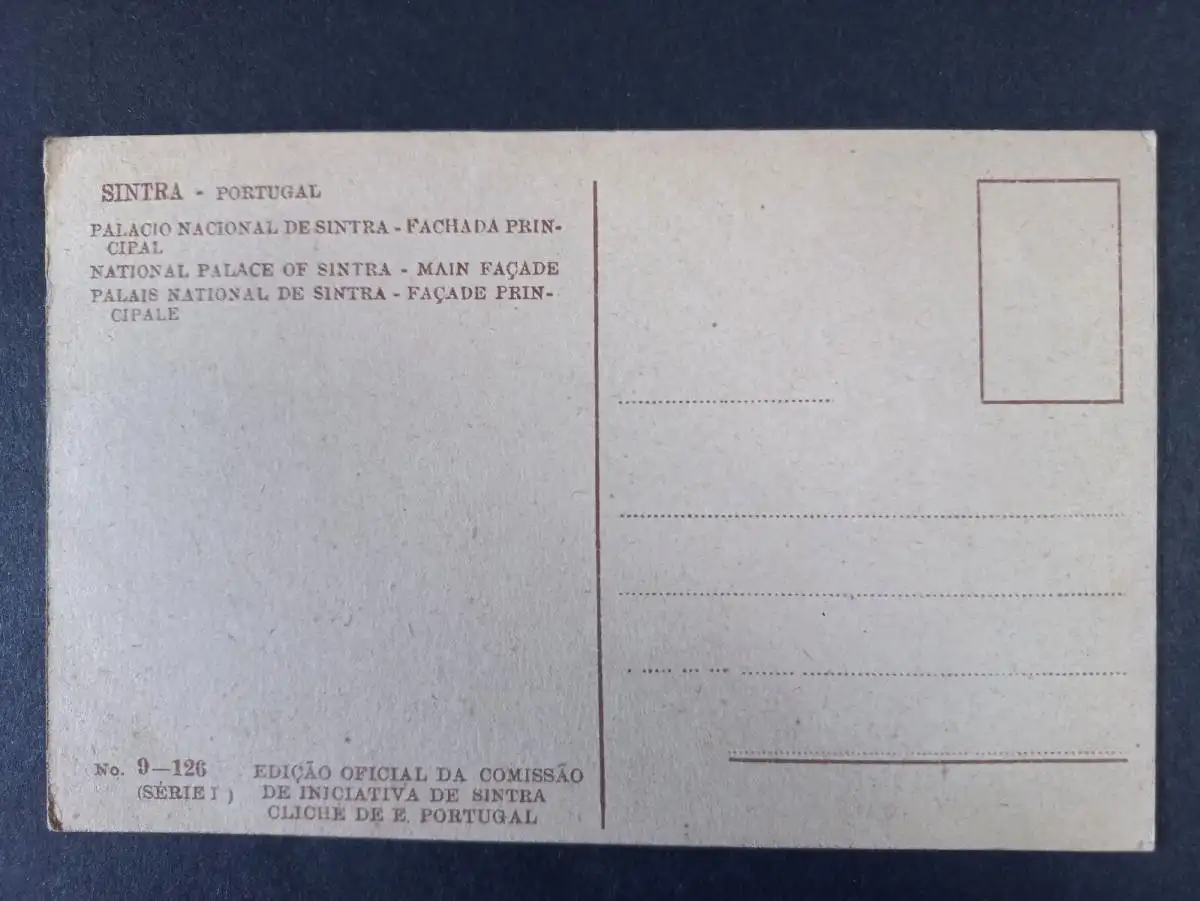 SINTRA - PORTUGAL
PALACIO NACIONAL DE SINTRA - FACHADA PRIN-
CIPAL
NATIONAL PALACE OF SINTRA - MAIN FAÇADE
PALAIS NATIONAL DE SINTRA - FAÇADE PRIN-
CIPALE
No. 9—126 EDIÇÃO OFICIAL DA COMISSÃO
(SÉRIE I ) DE INICIATIVA DE SINTRA
CLICHE DE E. PORTUGAL